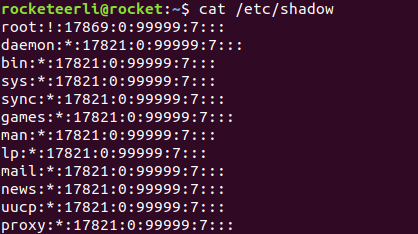 rocketeerli@rocket:~$ cat /etc/shadow
root:!:17869:0:99999:7:::
daemon:*:17821:0:99999:7:::
bin:*:17821:0:99999:7:::
sys:*:17821:0:99999:7:::
sync:*:17821:0:99999:7:::
games:*:17821:0:99999:7:::
man:*:17821:0:99999:7:::
lp:*:17821:0:99999:7:::
mail:*:17821:0:99999:7:::
news:*:17821:0:99999:7:::
uucp:*:17821:0:99999:7:::
proxy:*:17821:0:99999:7:::